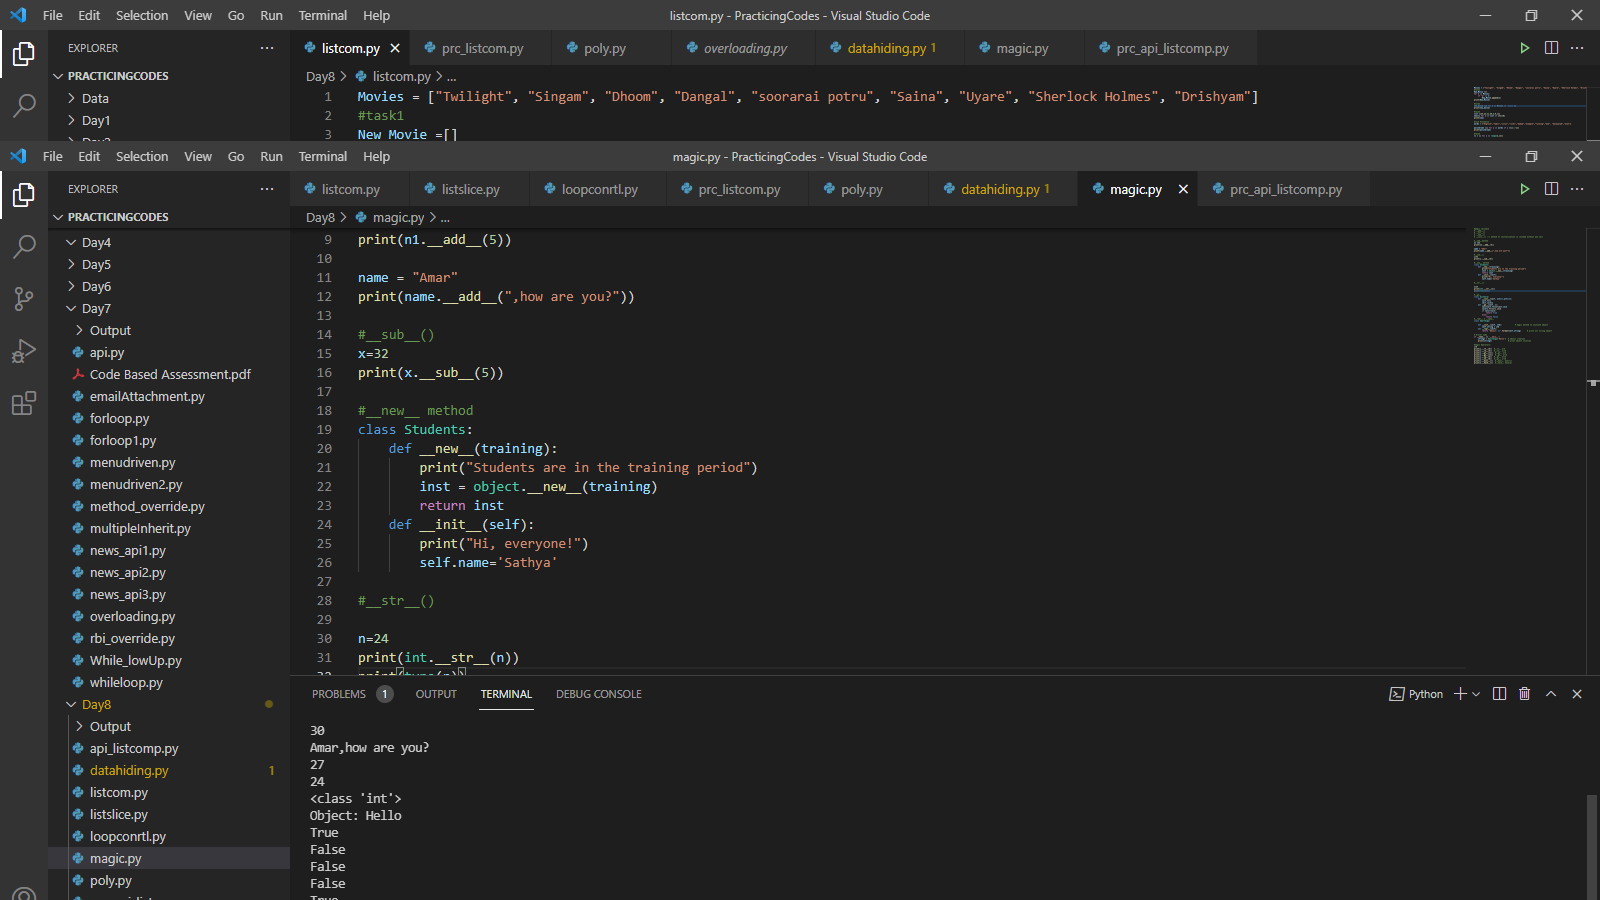 File Edit Selection View Go Run Terminal Help
listcom.py - PracticingCodes - Visual Studio Code
EXPLORER
listcom.py
prc_listcom.py
poly.py
overloading.py
datahiding.py 1
magic.py
prc_api_listcomp.py
PRACTICINGCODES
Data
Day1
Day8 > listcom.py > ...
1 Movies = ["Twilight", "Singam", "Dhoom", "Dangal", "soorarai potru", "Saina", "Uyare", "Sherlock Holmes", "Drishyam"]
2 #task1
3 New_Movie =[]
File Edit Selection View Go Run Terminal Help
magic.py - PracticingCodes - Visual Studio Code
EXPLORER
listcom.py
listslice.py
loopconrtl.py
prc_listcom.py
poly.py
datahiding.py 1
magic.py
prc_api_listcomp.py
PRACTICINGCODES
Day4
Day5
Day6
Day7
Output
api.py
Code Based Assessment.pdf
emailAttachment.py
forloop.py
forloop1.py
menudriven.py
menudriven2.py
method_override.py
multipleInherit.py
news_api1.py
news_api2.py
news_api3.py
overloading.py
rbi_override.py
While_lowUp.py
whileloop.py
Day8
Output
api_listcomp.py
datahiding.py 1
listcom.py
listslice.py
loopconrtl.py
magic.py
poly.py
Day8 > magic.py > ...
9 print(n1.__add__(5))
10
11 name = "Amar"
12 print(name.__add__(",how are you?"))
13
14 #__sub__()
15 x=32
16 print(x.__sub__(5))
17
18 #__new__ method
19 class Students:
20 def __new__(training):
21 print("Students are in the training period")
22 inst = object.__new__(training)
23 return inst
24 def __init__(self):
25 print("Hi, everyone!")
26 self.name='Sathya'
27
28 #__str__()
29
30 n=24
31 print(int.__str__(n))
32 print(type(n))
PROBLEMS 1 OUTPUT TERMINAL DEBUG CONSOLE
Python
30
Amar,how are you?
27
24
<class 'int'>
Object: Hello
True
False
False
False
True